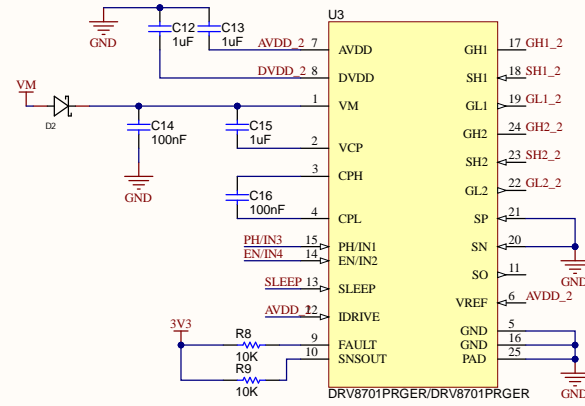 U3
C12
1uF
C13
1uF
GND
AVDD_2 7 AVDD
DVDD_2 8 DVDD
VM
D2
1 VM
C14
100nF
C15
1uF
GND
2 VCP
3 CPH
C16
100nF
4 CPL
PH/IN3 15 PH/IN1
EN/IN4 14 EN/IN2
SLEEP 13 SLEEP
AVDD_2 12 IDRIVE
3V3
R8
10K
9 FAULT
10 SNSOUT
R9
10K
GH1 17 GH1_2
SH1 18 SH1_2
GL1 19 GL1_2
GH2 24 GH2_2
SH2 23 SH2_2
GL2 22 GL2_2
SP 21
SN 20
GND
SO 11
VREF 6 AVDD_2
GND 5
GND 16
PAD 25
GND
DRV8701PRGER/DRV8701PRGER